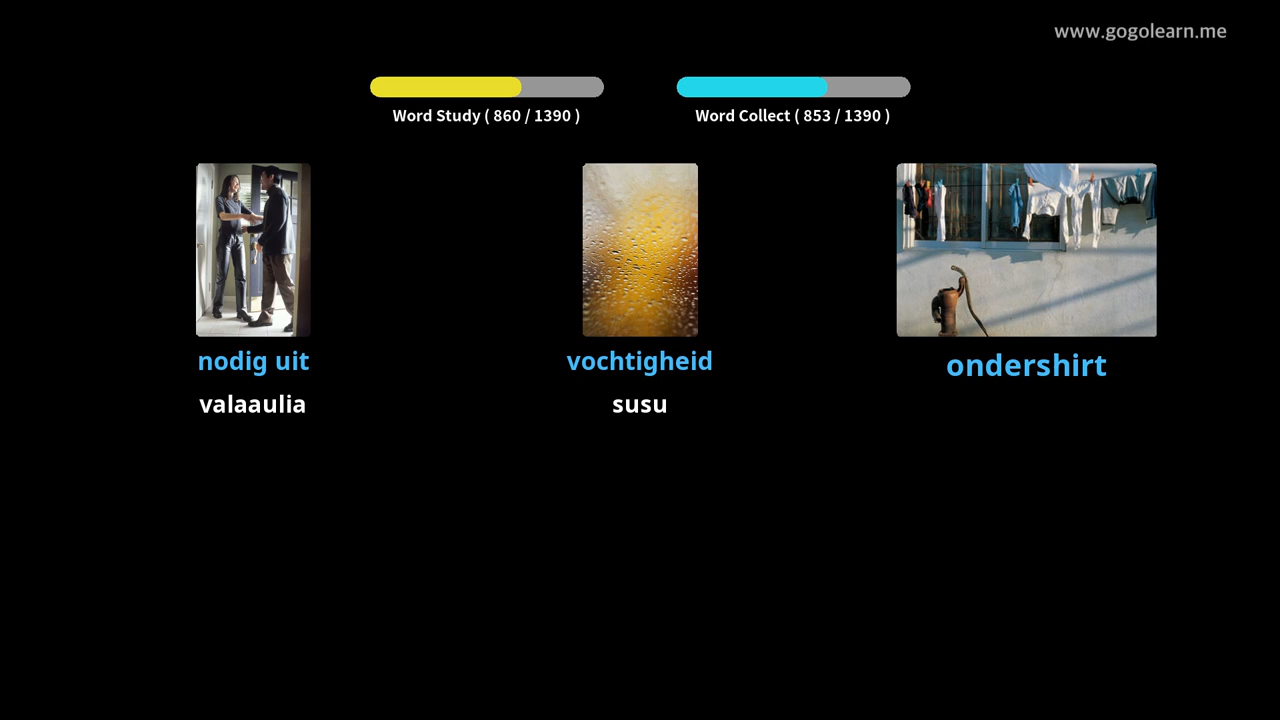 www.gogolearn.me
Word Study ( 860 / 1390 )
Word Collect ( 853 / 1390 )
nodig uit
valaaulia
vochtigheid
susu
ondershirt